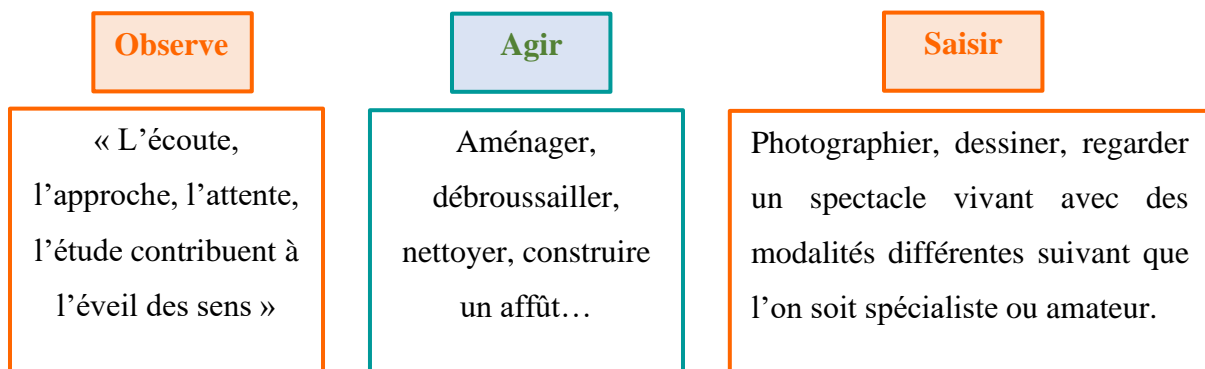 Observe
« L’écoute,
l’approche, l’attente,
l’étude contribuent à
l’éveil des sens »
Agir
Aménager,
débroussailler,
nettoyer, construire
un affût…
Saisir
Photographier, dessiner, regarder
un spectacle vivant avec des
modalités différentes suivant que
l’on soit spécialiste ou amateur.